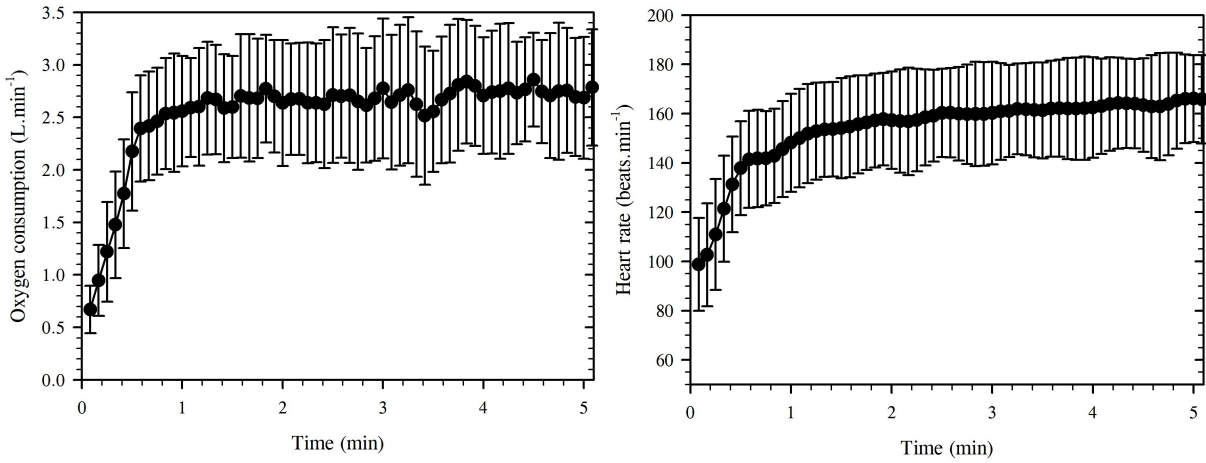 Oxygen consumption (L.min-1)
3.5
3.0
2.5
2.0
1.5
1.0
0.5
0.0
0 1 2 3 4 5
Time (min)
Heart rate (beats.min-1)
200
180
160
140
120
100
80
60
0 1 2 3 4 5
Time (min)